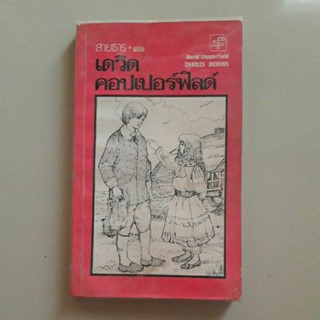 สายธาร • แปล
David Copperfield
CHARLES DICKENS
เดวิด
คอปเปอร์ฟิลด์